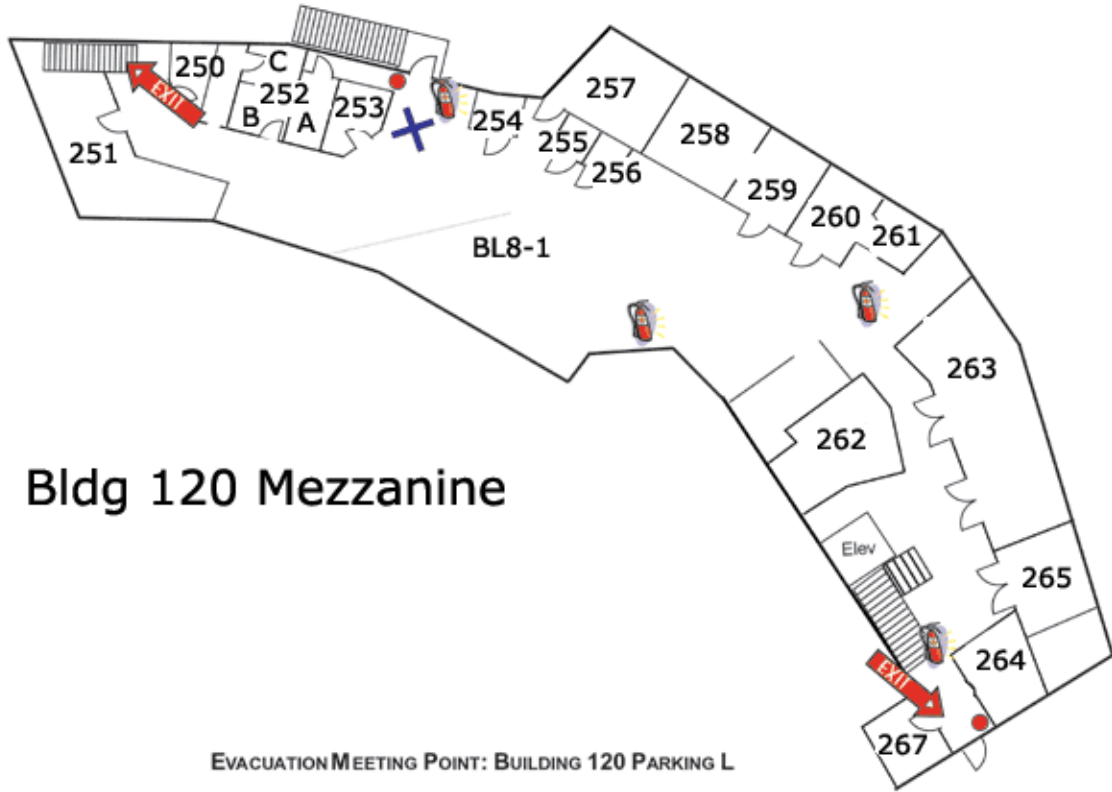 250
C
252
B
A
253
254
257
255
256
258
259
260
261
EXIT
251
BL8-1
263
262
Bldg 120 Mezzanine
Elev
265
264
EXIT
267
EVACUATION MEETING POINT: BUILDING 120 PARKING L